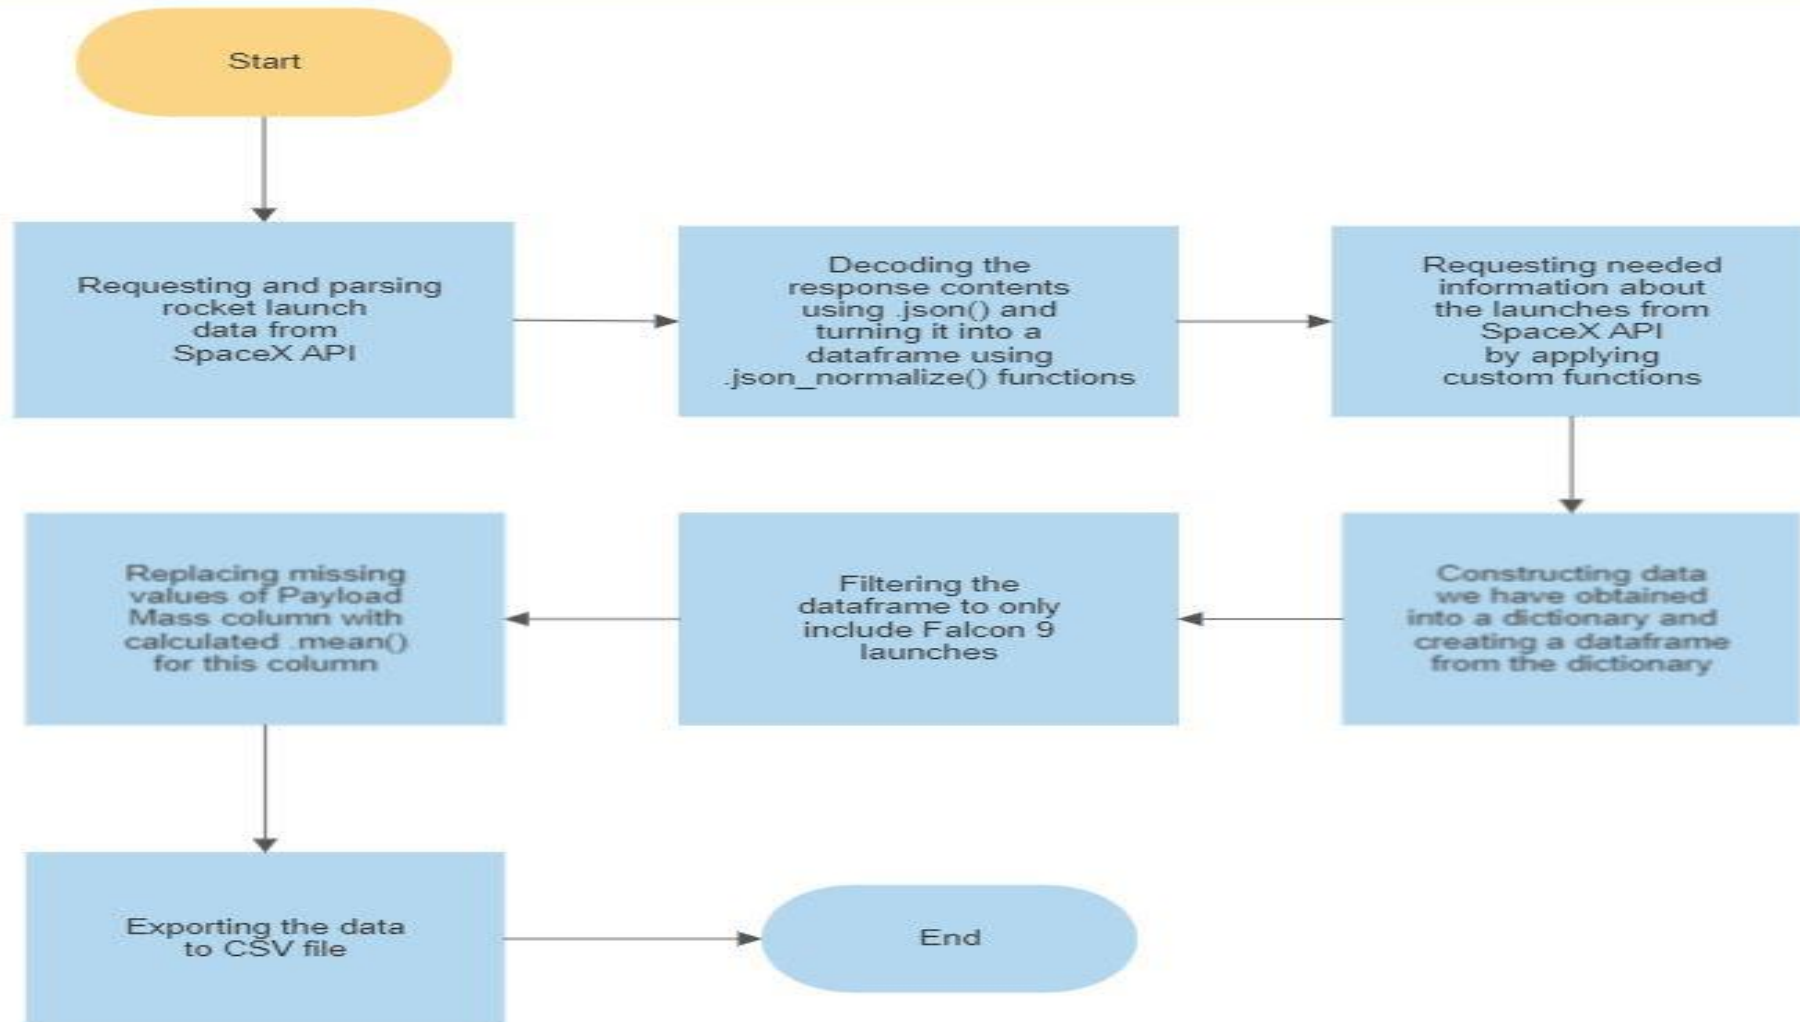 Start
Requesting and parsing
rocket launch
data from
SpaceX API
Decoding the
response contents
using .json() and
turning it into a
dataframe using
.json_normalize() functions
Requesting needed
information about
the launches from
SpaceX API
by applying
custom functions
Constructing data
we have obtained
into a dictionary and
creating a dataframe
from the dictionary
Filtering the
dataframe to only
include Falcon 9
launches
Replacing missing
values of Payload
Mass column with
calculated .mean()
for this column
Exporting the data
to CSV file
End